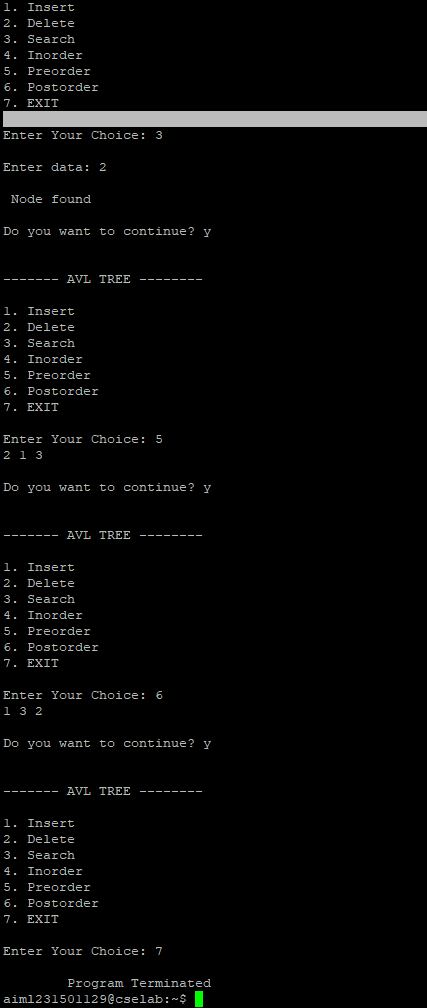 1. Insert
2. Delete
3. Search
4. Inorder
5. Preorder
6. Postorder
7. EXIT
Enter Your Choice: 3
Enter data: 2
Node found
Do you want to continue? y
------- AVL TREE --------
1. Insert
2. Delete
3. Search
4. Inorder
5. Preorder
6. Postorder
7. EXIT
Enter Your Choice: 5
2 1 3
Do you want to continue? y
------- AVL TREE --------
1. Insert
2. Delete
3. Search
4. Inorder
5. Preorder
6. Postorder
7. EXIT
Enter Your Choice: 6
1 3 2
Do you want to continue? y
------- AVL TREE --------
1. Insert
2. Delete
3. Search
4. Inorder
5. Preorder
6. Postorder
7. EXIT
Enter Your Choice: 7
Program Terminated
aiml231501129@cselab:~$